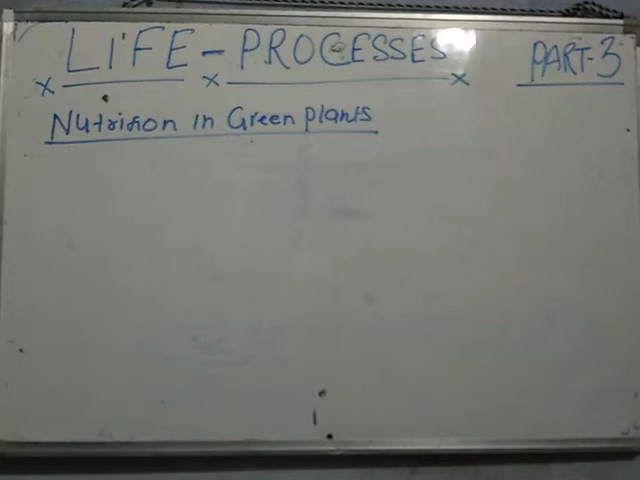 LIFE - PROCESSES PART-3
Nutrition in Green plants